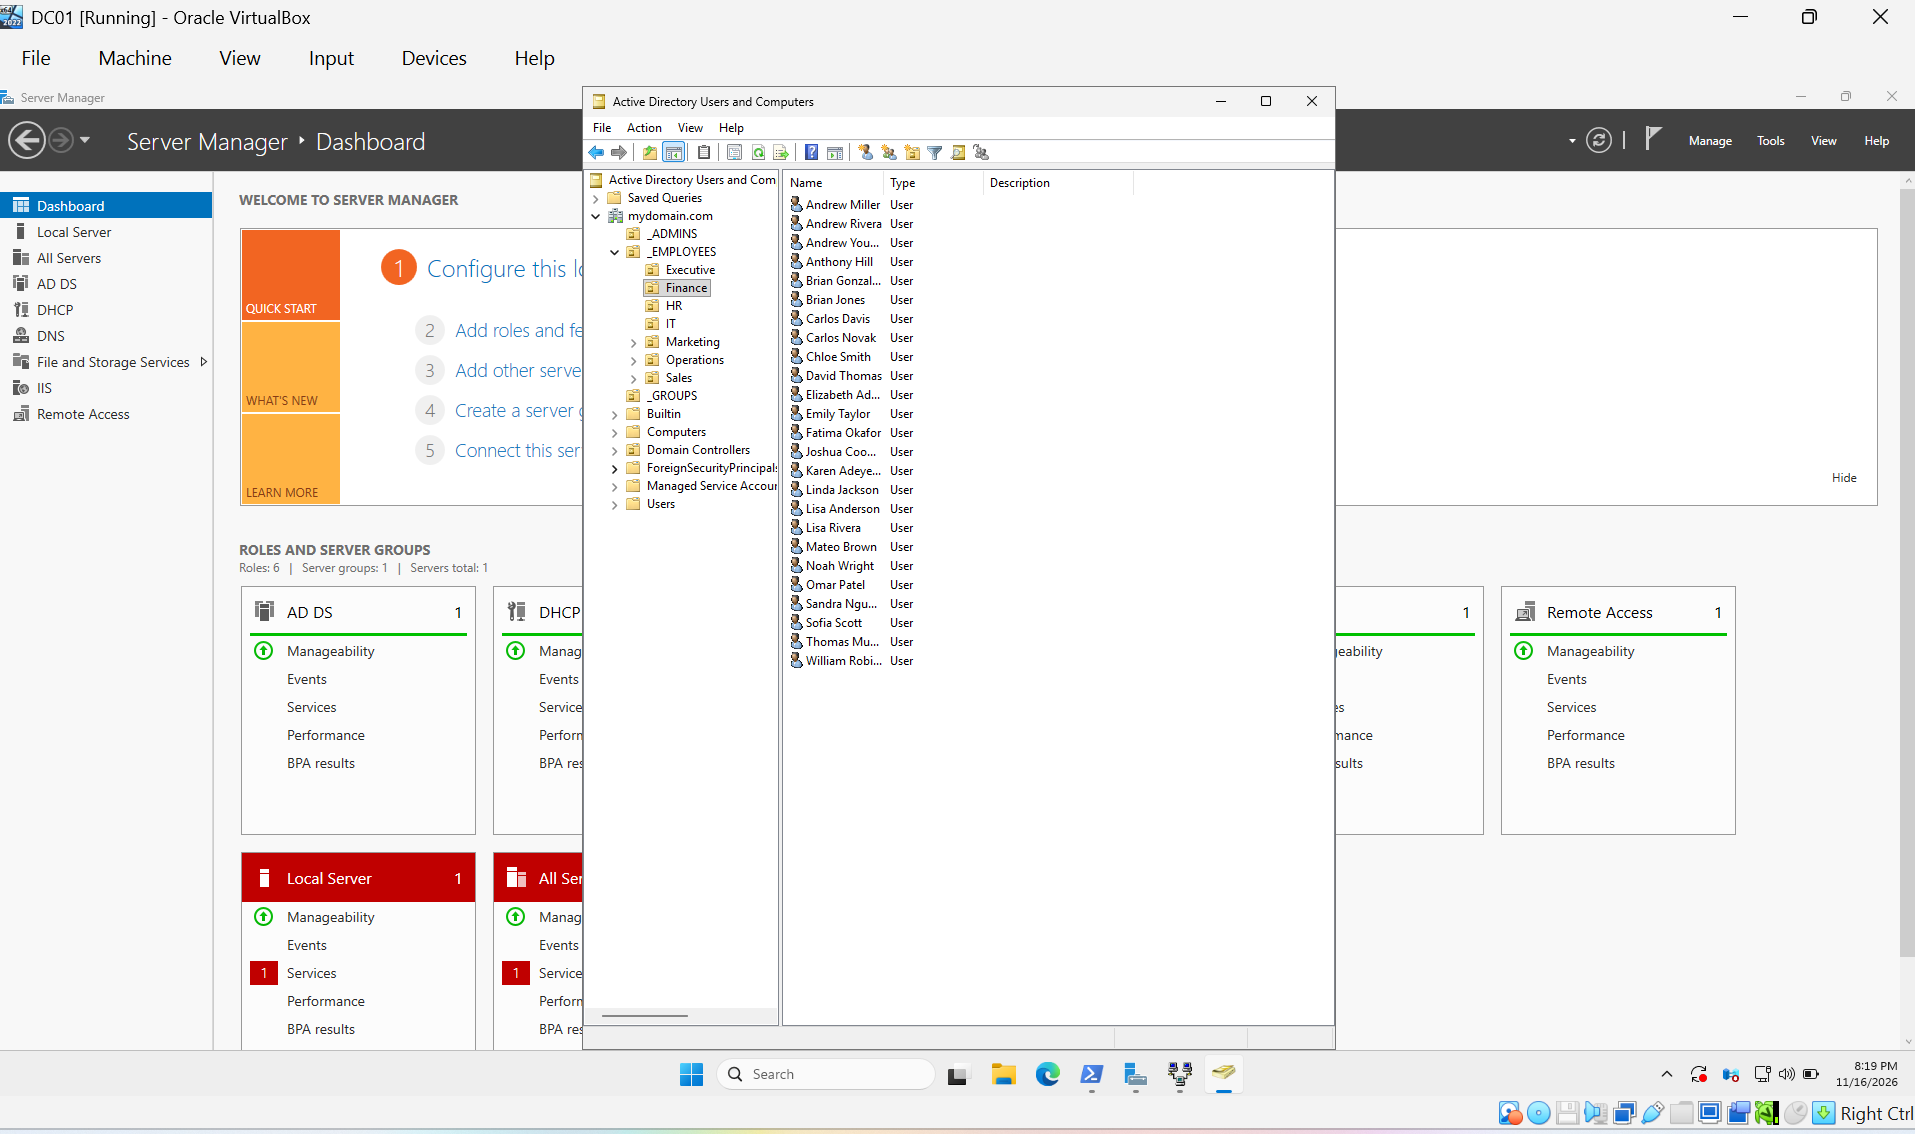 DC01 [Running] - Oracle VirtualBox
File Machine View Input Devices Help
Server Manager
Server Manager Dashboard
Manage Tools View Help
Dashboard
Local Server
All Servers
AD DS
DHCP
DNS
File and Storage Services
IIS
Remote Access
WELCOME TO SERVER MANAGER
QUICK START
WHAT'S NEW
LEARN MORE
1 Configure this lo
2 Add roles and fe
3 Add other serve
4 Create a server g
5 Connect this ser
Hide
ROLES AND SERVER GROUPS
Roles: 6 | Server groups: 1 | Servers total: 1
AD DS 1
Manageability
Events
Services
Performance
BPA results
DHCP
Manag
Events
Service
Perforn
BPA res
1
eability
es
mance
sults
Remote Access 1
Manageability
Events
Services
Performance
BPA results
Local Server 1
Manageability
Events
1 Services
Performance
BPA results
All Ser
Manag
Events
1 Service
Perforn
BPA res
Active Directory Users and Computers
File Action View Help
Active Directory Users and Com
Saved Queries
mydomain.com
_ADMINS
_EMPLOYEES
Executive
Finance
HR
IT
Marketing
Operations
Sales
_GROUPS
Builtin
Computers
Domain Controllers
ForeignSecurityPrincipals
Managed Service Accour
Users
Name Type Description
Andrew Miller User
Andrew Rivera User
Andrew You... User
Anthony Hill User
Brian Gonzal... User
Brian Jones User
Carlos Davis User
Carlos Novak User
Chloe Smith User
David Thomas User
Elizabeth Ad... User
Emily Taylor User
Fatima Okafor User
Joshua Coo... User
Karen Adeye... User
Linda Jackson User
Lisa Anderson User
Lisa Rivera User
Mateo Brown User
Noah Wright User
Omar Patel User
Sandra Ngu... User
Sofia Scott User
Thomas Mu... User
William Robi... User
Search
8:19 PM
11/16/2026
Right Ctrl